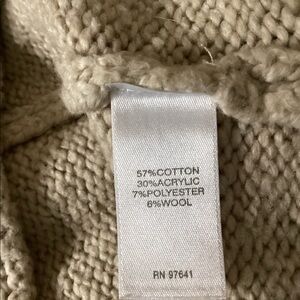 57%COTTON
30%ACRYLIC
7%POLYESTER
6%WOOL
RN 97641